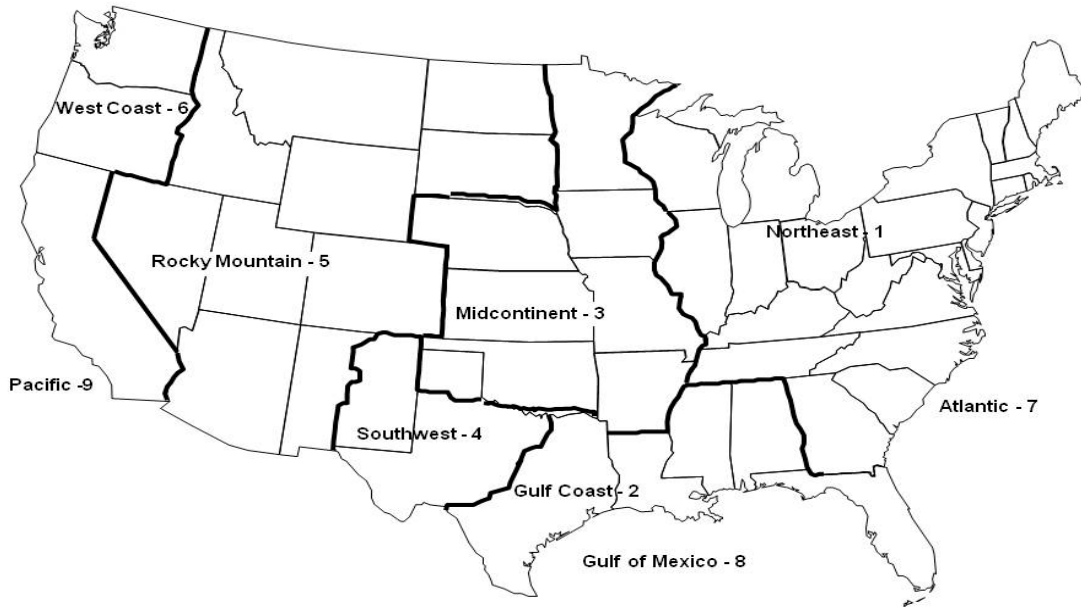 West Coast - 6
Northeast - 1
Rocky Mountain - 5
Midcontinent - 3
Pacific -9
Atlantic - 7
Southwest - 4
Gulf Coast - 2
Gulf of Mexico - 8